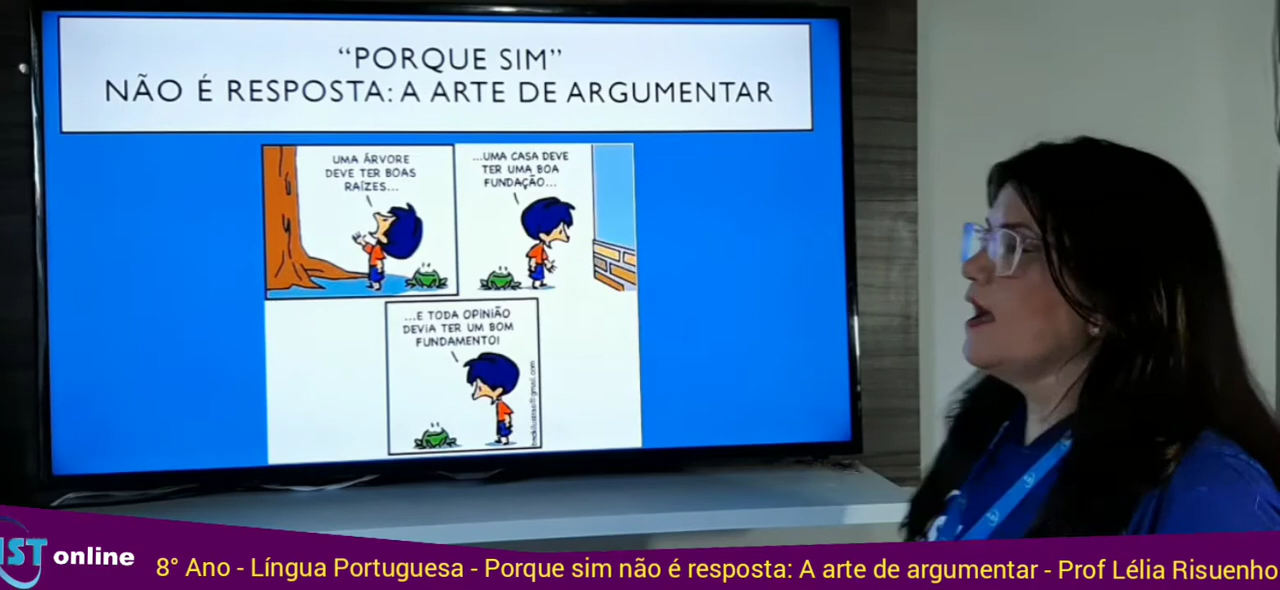 “PORQUE SIM”
NÃO É RESPOSTA: A ARTE DE ARGUMENTAR
UMA ÁRVORE
DEVE TER BOAS
RAÍZES...
...UMA CASA DEVE
TER UMA BOA
FUNDAÇÃO...
...E TODA OPINIÃO
DEVIA TER UM BOM
FUNDAMENTO!
IST online
8° Ano - Língua Portuguesa - Porque sim não é resposta: A arte de argumentar - Prof Lélia Risuenho